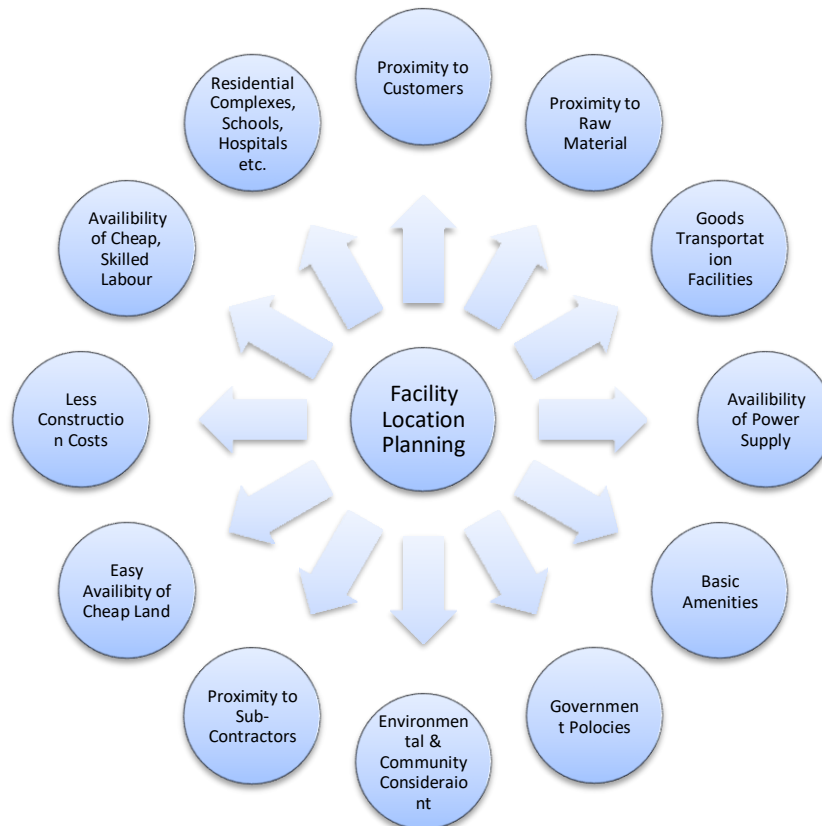 Proximity to
Customers
Proximity to
Raw
Material
Goods
Transportat
ion
Facilities
Availibility
of Power
Supply
Basic
Amenities
Governmen
t Polocies
Environmen
tal &
Community
Consideraio
nt
Proximity to
Sub-
Contractors
Easy
Availibity of
Cheap Land
Less
Constructio
n Costs
Availibility
of Cheap,
Skilled
Labour
Residential
Complexes,
Schools,
Hospitals
etc.
Facility
Location
Planning